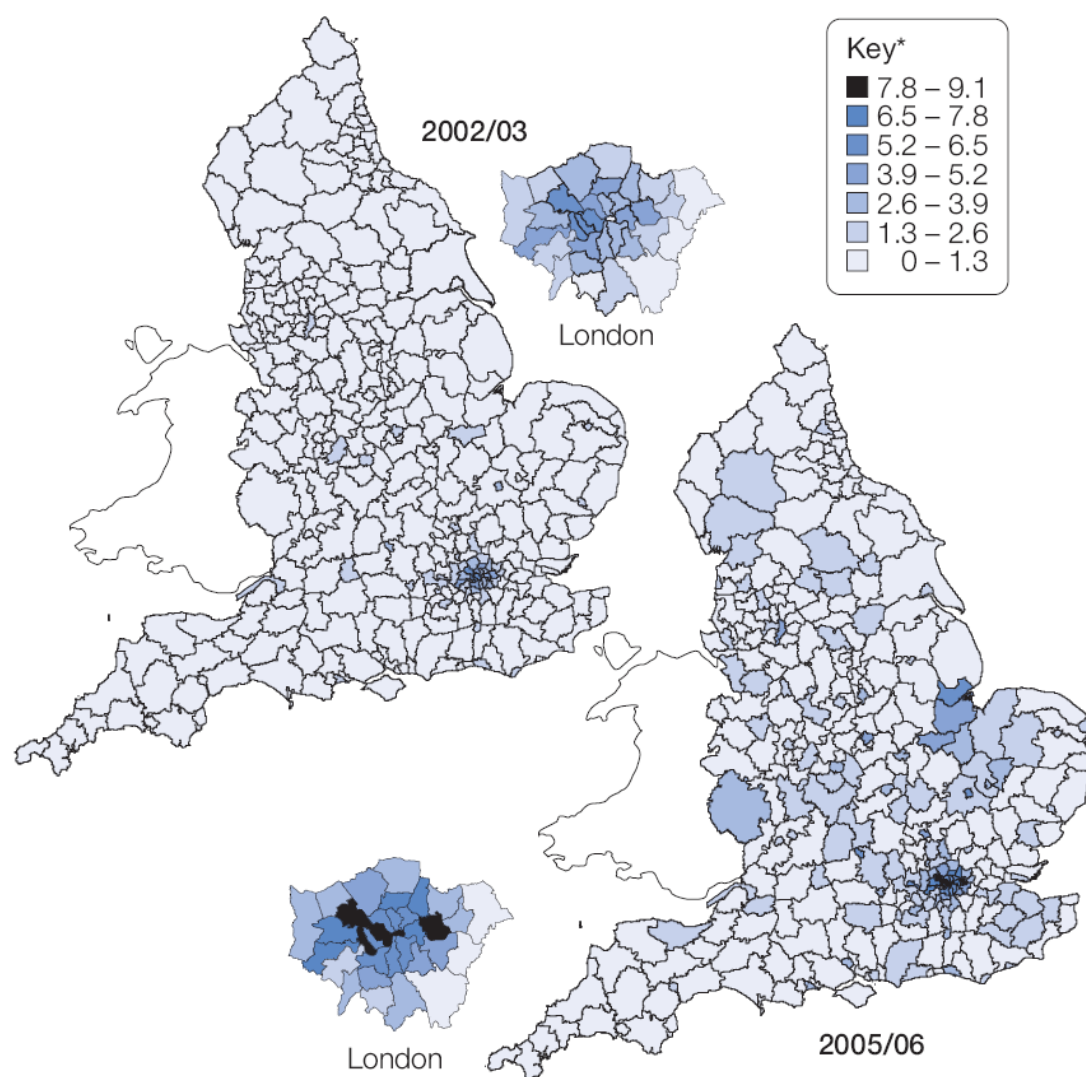 Key*
7.8 – 9.1
6.5 – 7.8
5.2 – 6.5
3.9 – 5.2
2.6 – 3.9
1.3 – 2.6
0 – 1.3
2002/03
London
London
2005/06